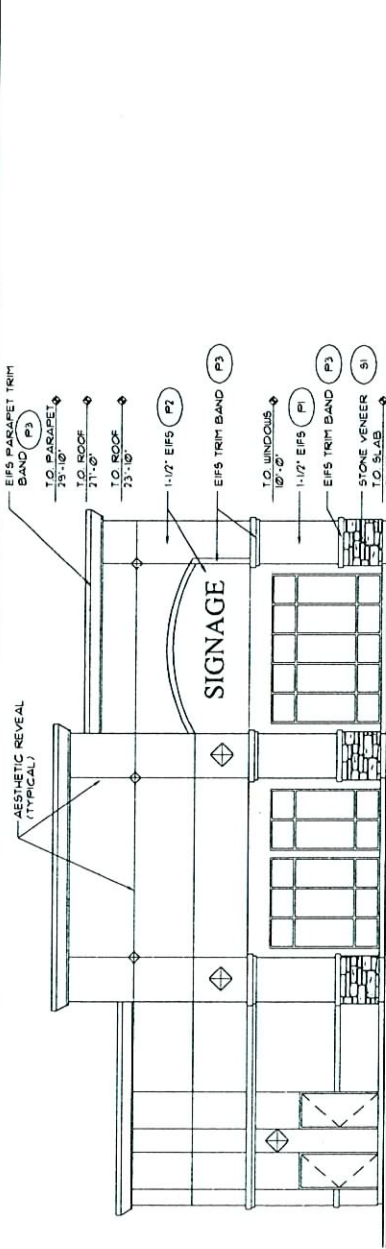 AESTHETIC REVEAL
(TYPICAL)
EIFS PARAPET TRIM
BAND P3
T.O. PARAPET
29'-10"
T.O. ROOF
27'-0"
T.O. ROOF
23'-10"
1-1/2" EIFS P2
EIFS TRIM BAND P3
SIGNAGE
T.O. WINDOWS
10'-0"
1-1/2" EIFS P1
EIFS TRIM BAND P3
STONE VENEER S1
T.O. SLAB